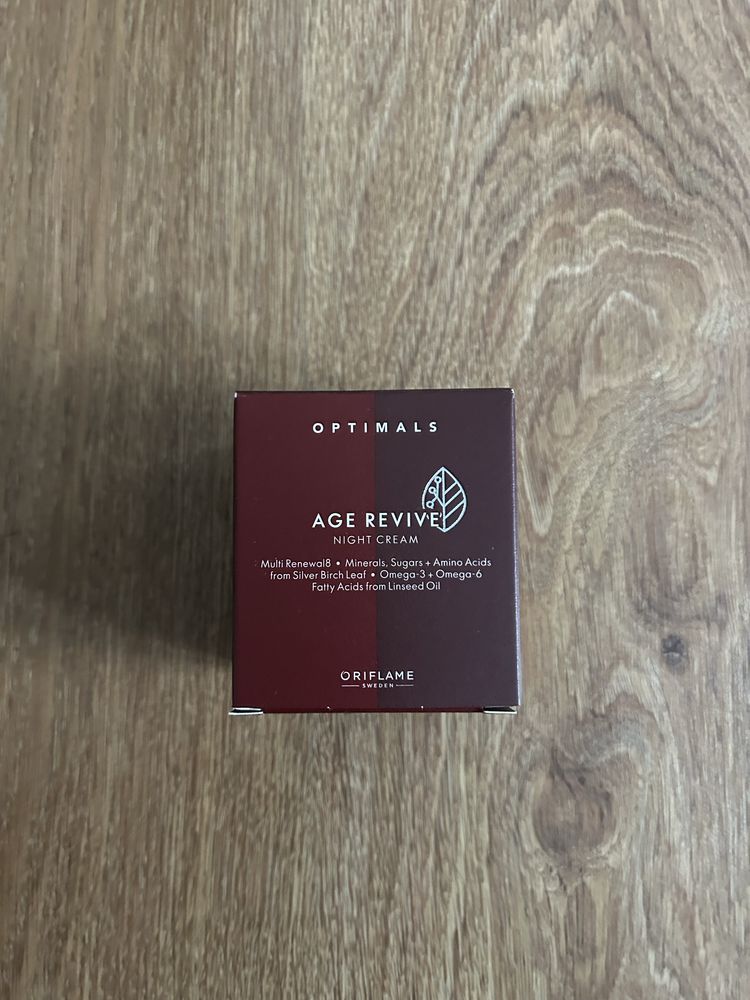 OPTIMALS
AGE REVIVE
NIGHT CREAM
Multi Renewal8 • Minerals, Sugars + Amino Acids
from Silver Birch Leaf • Omega-3 + Omega-6
Fatty Acids from Linseed Oil
ORIFLAME
SWEDEN